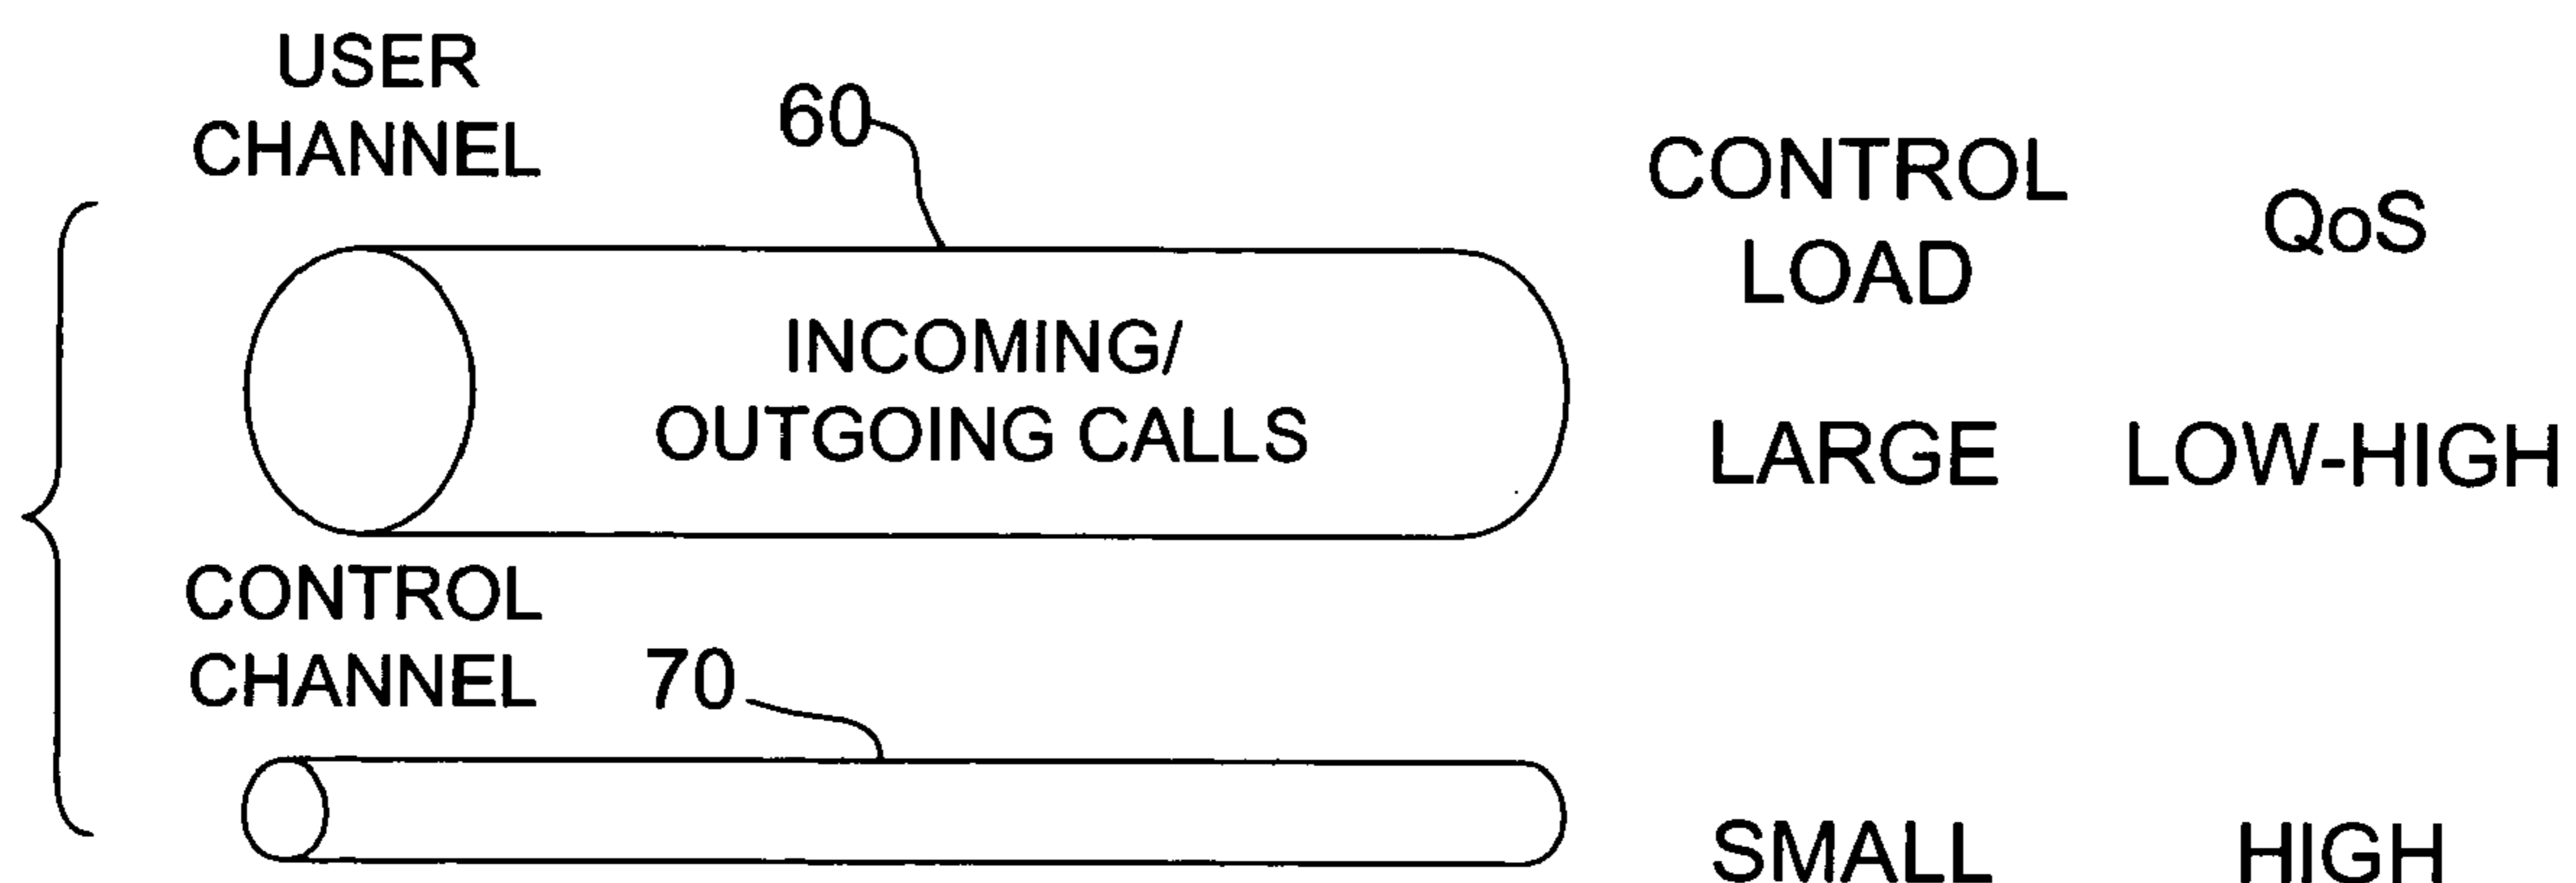 USER
CHANNEL
60
CONTROL
LOAD
QoS
INCOMING/
OUTGOING CALLS
LARGE
LOW-HIGH
CONTROL
CHANNEL
70
SMALL
HIGH